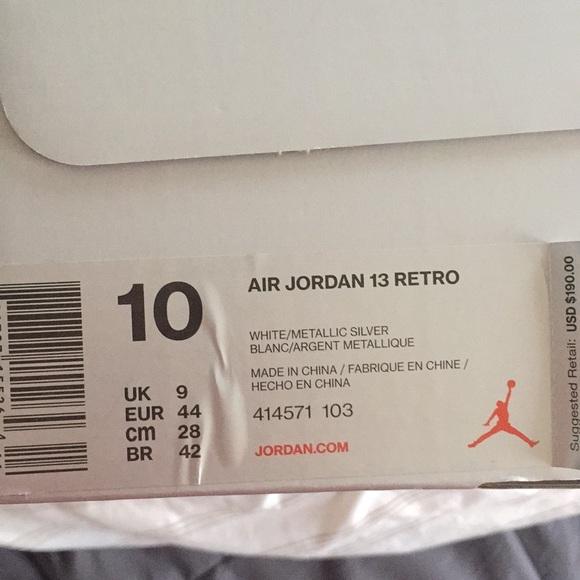 10
UK 9
EUR 44
cm 28
BR 42
AIR JORDAN 13 RETRO
WHITE/METALLIC SILVER
BLANC/ARGENT METALLIQUE
MADE IN CHINA / FABRIQUE EN CHINE /
HECHO EN CHINA
414571 103
JORDAN.COM
Suggested Retail: USD $190.00